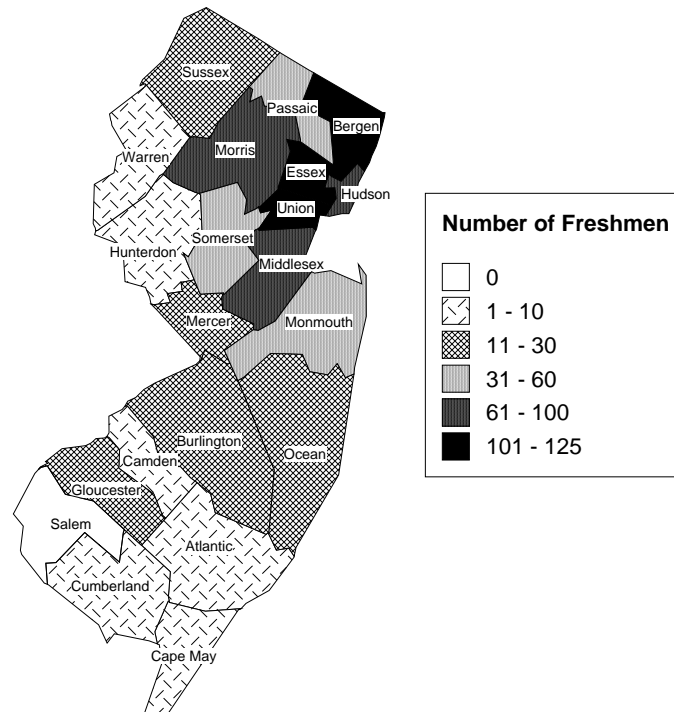 Sussex
Passaic
Bergen
Warren
Morris
Essex
Hudson
Union
Somerset
Hunterdon
Middlesex
Mercer
Monmouth
Burlington
Ocean
Camden
Gloucester
Salem
Atlantic
Cumberland
Cape May
Number of Freshmen
0
1 - 10
11 - 30
31 - 60
61 - 100
101 - 125